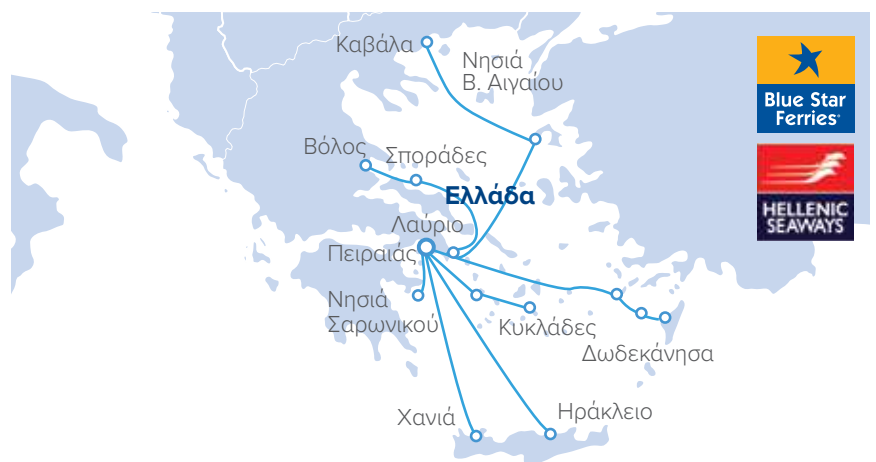 Καβάλα
Νησιά
Β. Αιγαίου
Blue Star
Ferries
Βόλος
Σποράδες
Ελλάδα
HELLENIC
SEAWAYS
Λαύριο
Πειραιάς
Νησιά
Σαρωνικού
Κυκλάδες
Δωδεκάνησα
Χανιά
Ηράκλειο